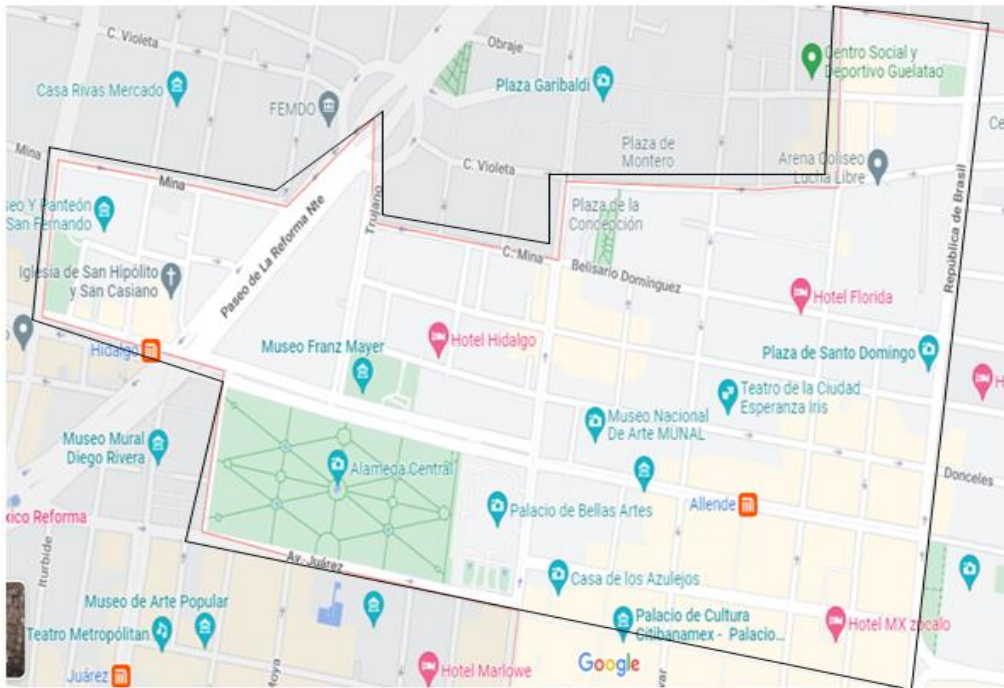 C. Violeta
Obraje
Centro Social y
Deportivo Guelatao
Casa Rivas Mercado
Plaza Garibaldi
FEMDO
Ce
Mina
Mina
C. Violeta
Plaza de
Montero
Arena Coliseo
Lucha Libre
seo Y Panteón
San Fernando
Trujano
Plaza de la
Concepción
República de Brasil
Paseo de La Reforma Nte
C. Mina
Belisario Domínguez
Iglesia de San Hipólito
y San Casiano
Hotel Florida
Hidalgo
Museo Franz Mayer
Hotel Hidalgo
Plaza de Santo Domingo
H
Teatro de la Ciudad
Esperanza Iris
Museo Nacional
De Arte MUNAL
Museo Mural
Diego Rivera
Alameda Central
Donceles
xico Reforma
Palacio de Bellas Artes
Allende
Iturbide
Av. Juárez
Casa de los Azulejos
Museo de Arte Popular
Palacio de Cultura
Citibanamex - Palacio...
Hotel MX zócalo
Teatro Metropólitan
Juárez
Moya
Hotel Marlowe
Google
var